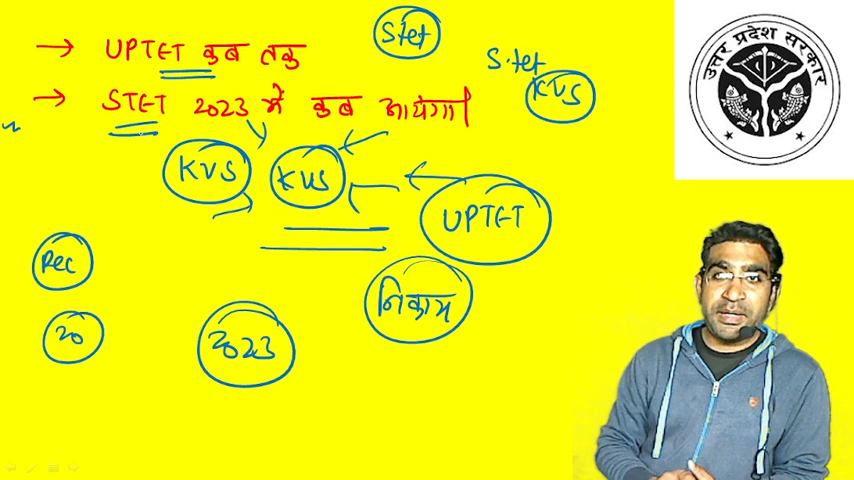 Stet
→ UPTET कब तक
S.tet
KVS
→ STET 2023 में कब आयेगा
KVS KVS
UPTET
Dec
निकाय
20
2023
उत्तर प्रदेश सरकार